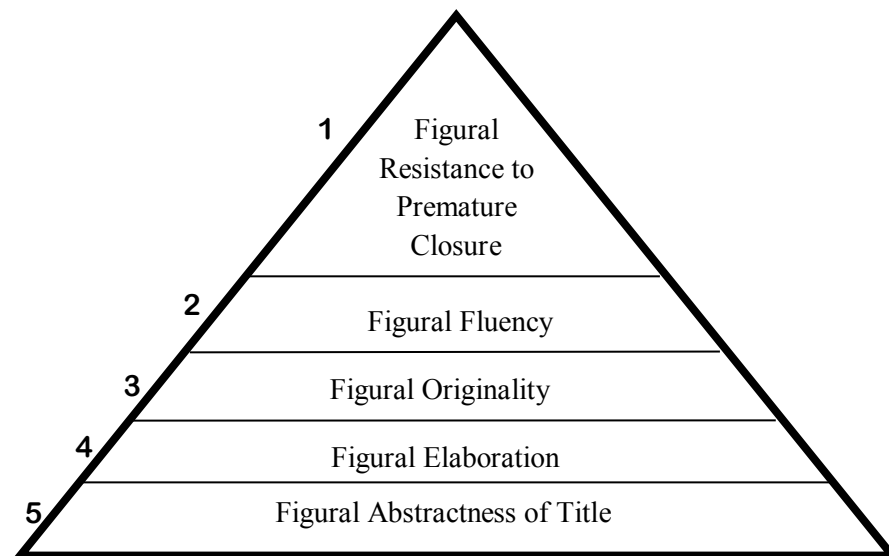 1
Figural
Resistance to
Premature
Closure
2
Figural Fluency
3
Figural Originality
4
Figural Elaboration
5
Figural Abstractness of Title